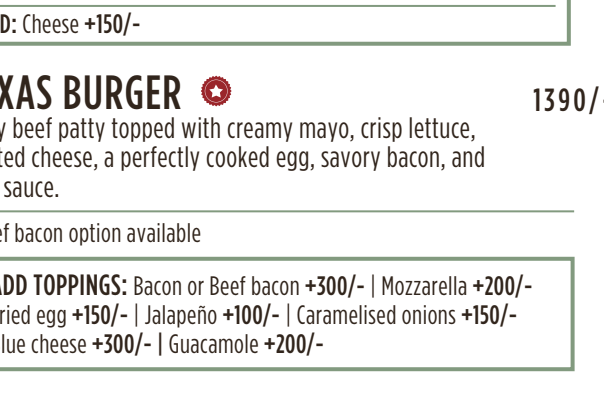 D: Cheese +150/-
XAS BURGER
1390/-
y beef patty topped with creamy mayo, crisp lettuce,
ted cheese, a perfectly cooked egg, savory bacon, and
sauce.
ef bacon option available
ADD TOPPINGS: Bacon or Beef bacon +300/- | Mozzarella +200/-
ried egg +150/- | Jalapeño +100/- | Caramelised onions +150/-
lue cheese +300/- | Guacamole +200/-